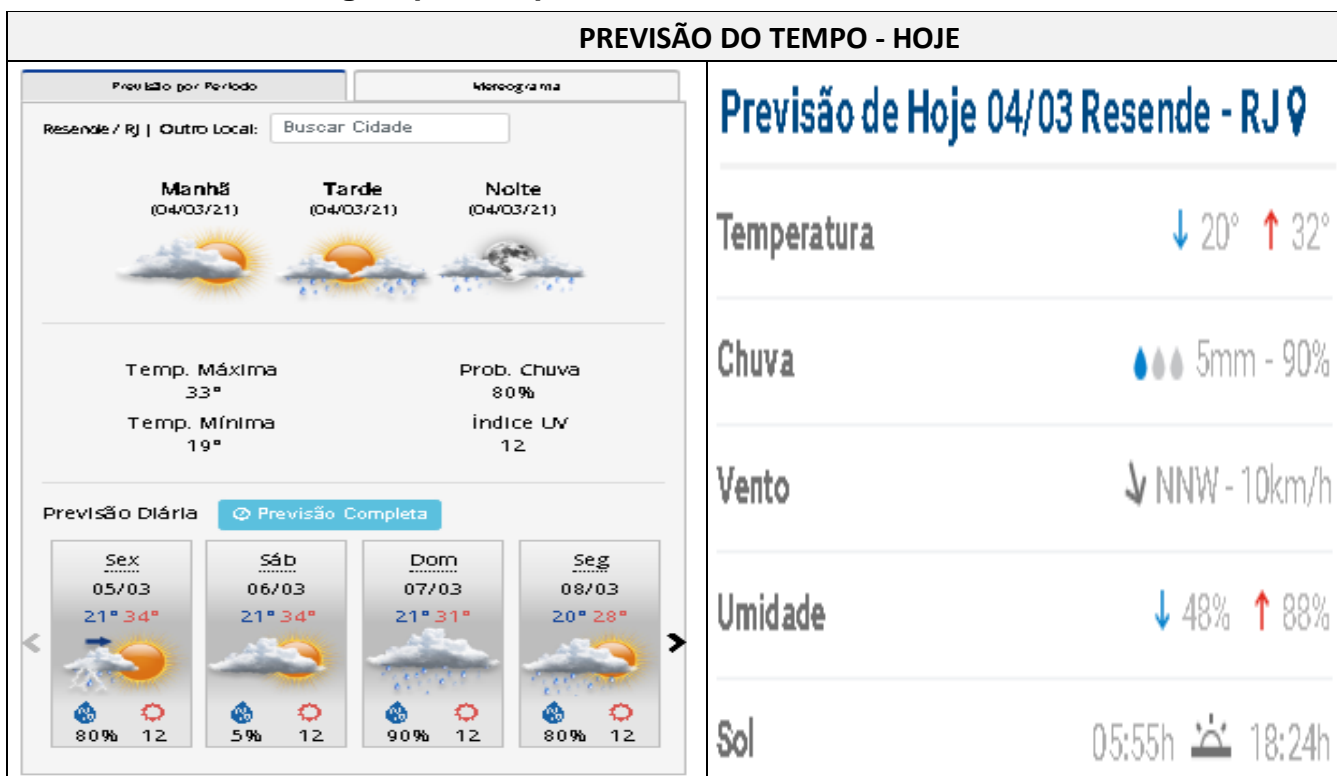 PREVISÃO DO TEMPO - HOJE
Previsão por Período
Meteograma
Resende / RJ | Outro Local: Buscar Cidade
Manhã Tarde Noite
(04/03/21) (04/03/21) (04/03/21)
Temp. Máxima Prob. Chuva
33° 80%
Temp. Mínima Índice UV
19° 12
Previsão Diária Previsão Completa
Sex Sáb Dom Seg
05/03 06/03 07/03 08/03
21° 34° 21° 34° 21° 31° 20° 28°
80% 12 5% 12 90% 12 80% 12
Previsão de Hoje 04/03 Resende - RJ
Temperatura ↓ 20° ↑ 32°
Chuva 5mm - 90%
Vento NNW - 10km/h
Umidade ↓ 48% ↑ 88%
Sol 05:55h 18:24h